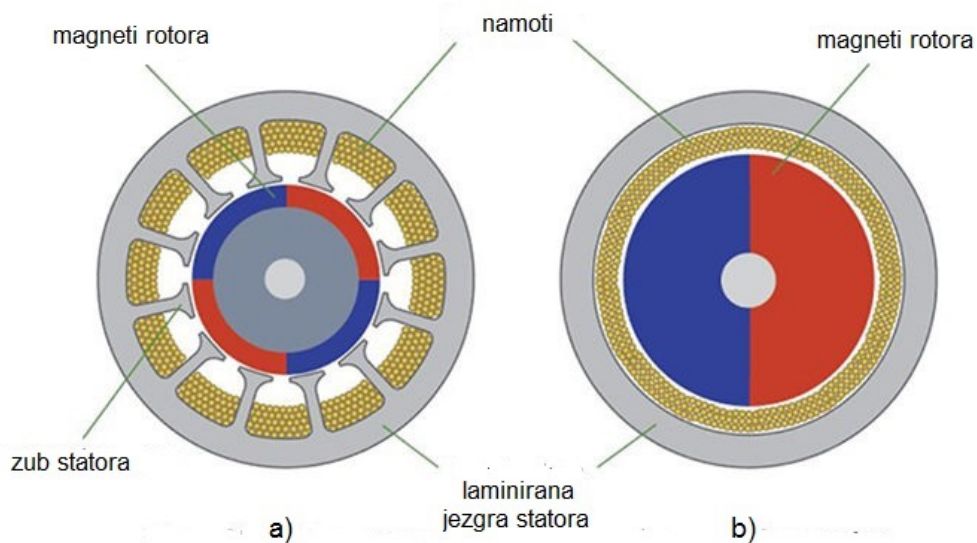 magneti rotora
namoti
magneti rotora
zub statora
laminirana
jezgra statora
a)
b)